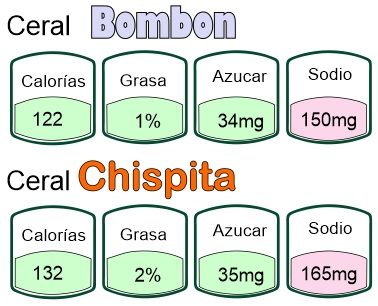 Ceral Bombon
Calorías Grasa Azucar Sodio
122 1% 34mg 150mg
Ceral Chispita
Calorías Grasa Azucar Sodio
132 2% 35mg 165mg